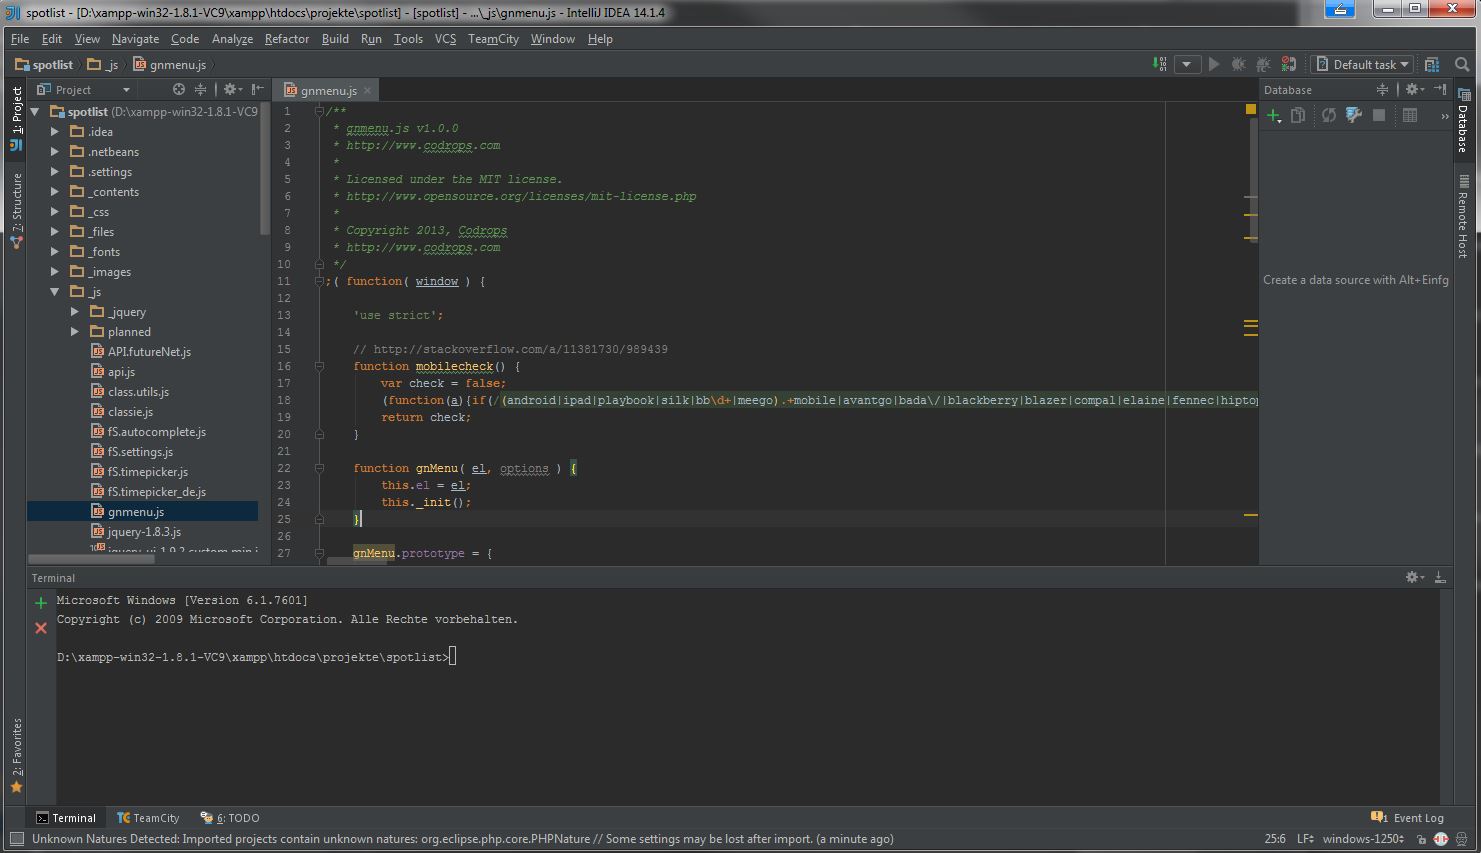 spotlist - [D:\xampp-win32-1.8.1-VC9\xampp\htdocs\projekte\spotlist] - [spotlist] - ...\_js\gnmenu.js - IntelliJ IDEA 14.1.4
File Edit View Navigate Code Analyze Refactor Build Run Tools VCS TeamCity Window Help
spotlist _js gnmenu.js
Default task
Project
gnmenu.js
Database
1: Project
7: Structure
2: Favorites
spotlist (D:\xampp-win32-1.8.1-VC9
.idea
.netbeans
.settings
_contents
_css
_files
_fonts
_images
_js
_jquery
planned
API.futureNet.js
api.js
class.utils.js
classie.js
fS.autocomplete.js
fS.settings.js
fS.timepicker.js
fS.timepicker_de.js
gnmenu.js
jquery-1.8.3.js
jquery-ui-1.9.2.custom.min.j
1 /**
2 * gnmenu.js v1.0.0
3 * http://www.codrops.com
4 *
5 * Licensed under the MIT license.
6 * http://www.opensource.org/licenses/mit-license.php
7 *
8 * Copyright 2013, Codrops
9 * http://www.codrops.com
10 */
11 ;( function( window ) {
12
13 'use strict';
14
15 // http://stackoverflow.com/a/11381730/989439
16 function mobilecheck() {
17 var check = false;
18 (function(a){if(/(android|ipad|playbook|silk|bb\d+|meego).+mobile|avantgo|bada\/|blackberry|blazer|compal|elaine|fennec|hiptop
19 return check;
20 }
21
22 function gnMenu( el, options ) {
23 this.el = el;
24 this._init();
25 }
26
27 gnMenu.prototype = {
Create a data source with Alt+Einfg
Database
Remote Host
Terminal
Microsoft Windows [Version 6.1.7601]
Copyright (c) 2009 Microsoft Corporation. Alle Rechte vorbehalten.
D:\xampp-win32-1.8.1-VC9\xampp\htdocs\projekte\spotlist>
Terminal TeamCity 6: TODO
1 Event Log
Unknown Natures Detected: Imported projects contain unknown natures: org.eclipse.php.core.PHPNature // Some settings may be lost after import. (a minute ago)
25:6 LF windows-1250